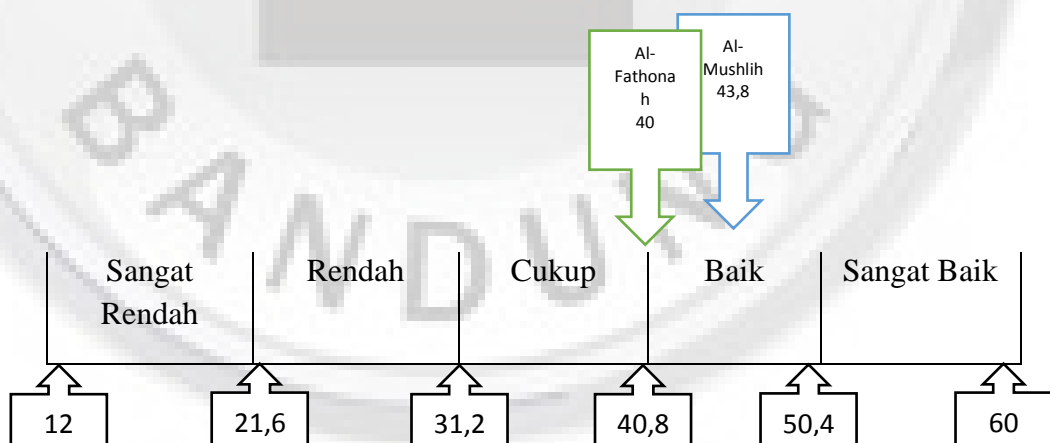 Al-
Fathona
h
40
Al-
Mushlih
43,8
BANDUNG
Sangat
Rendah
Rendah
Cukup
Baik
Sangat Baik
12
21,6
31,2
40,8
50,4
60